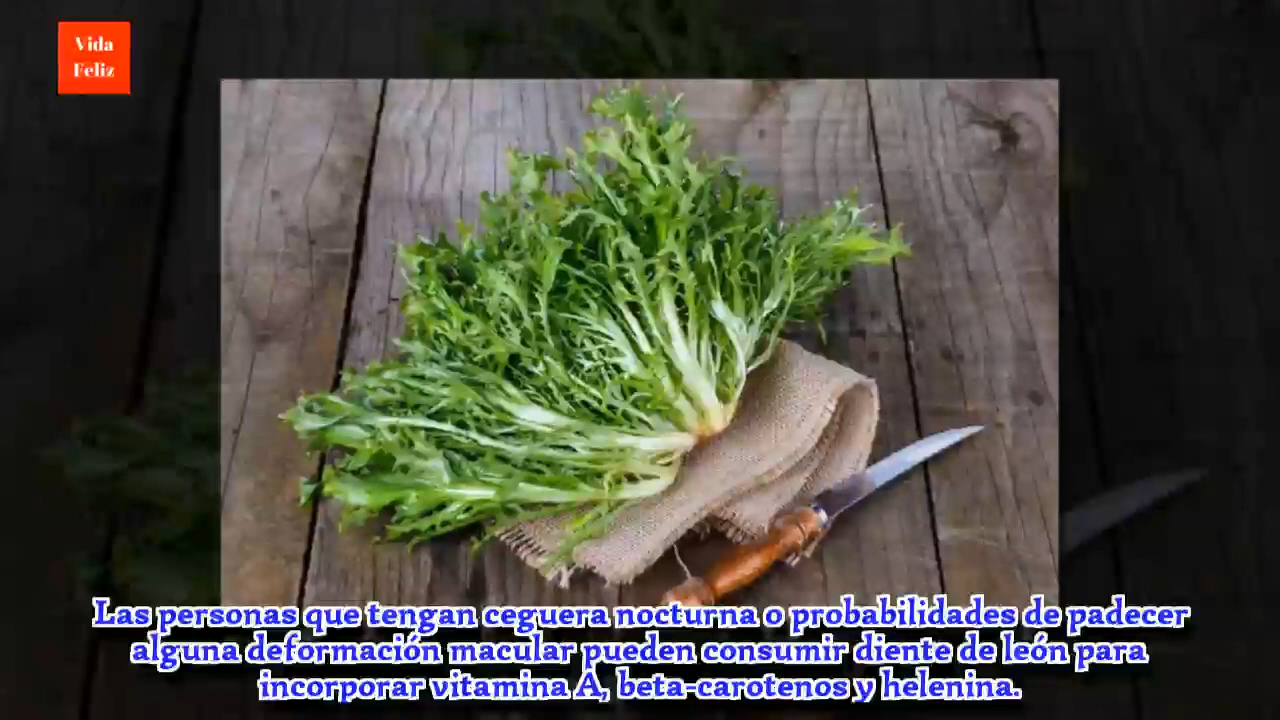 Vida
Feliz
Las personas que tengan ceguera nocturna o probabilidades de padecer
alguna deformación macular pueden consumir diente de león para
incorporar vitamina A, beta-carotenos y helenina.